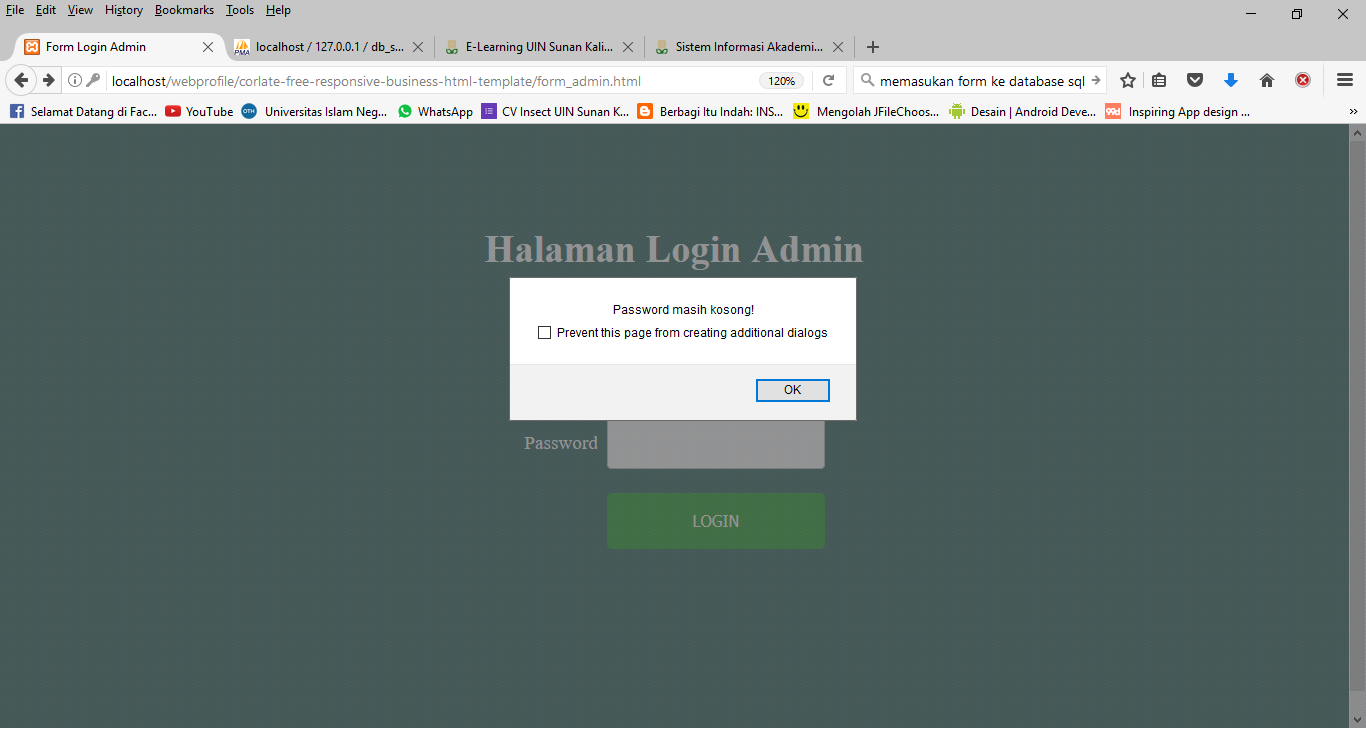 File Edit View History Bookmarks Tools Help
Form Login Admin
localhost / 127.0.0.1 / db_s...
E-Learning UIN Sunan Kali...
Sistem Informasi Akademi...
localhost/webprofile/corlate-free-responsive-business-html-template/form_admin.html 120% memasukan form ke database sql
Selamat Datang di Fac... YouTube Universitas Islam Neg... WhatsApp CV Insect UIN Sunan K... Berbagi Itu Indah: INS... Mengolah JFileChoos... Desain | Android Deve... Inspiring App design ...
Halaman Login Admin
Password masih kosong!
Prevent this page from creating additional dialogs
OK
Password
LOGIN